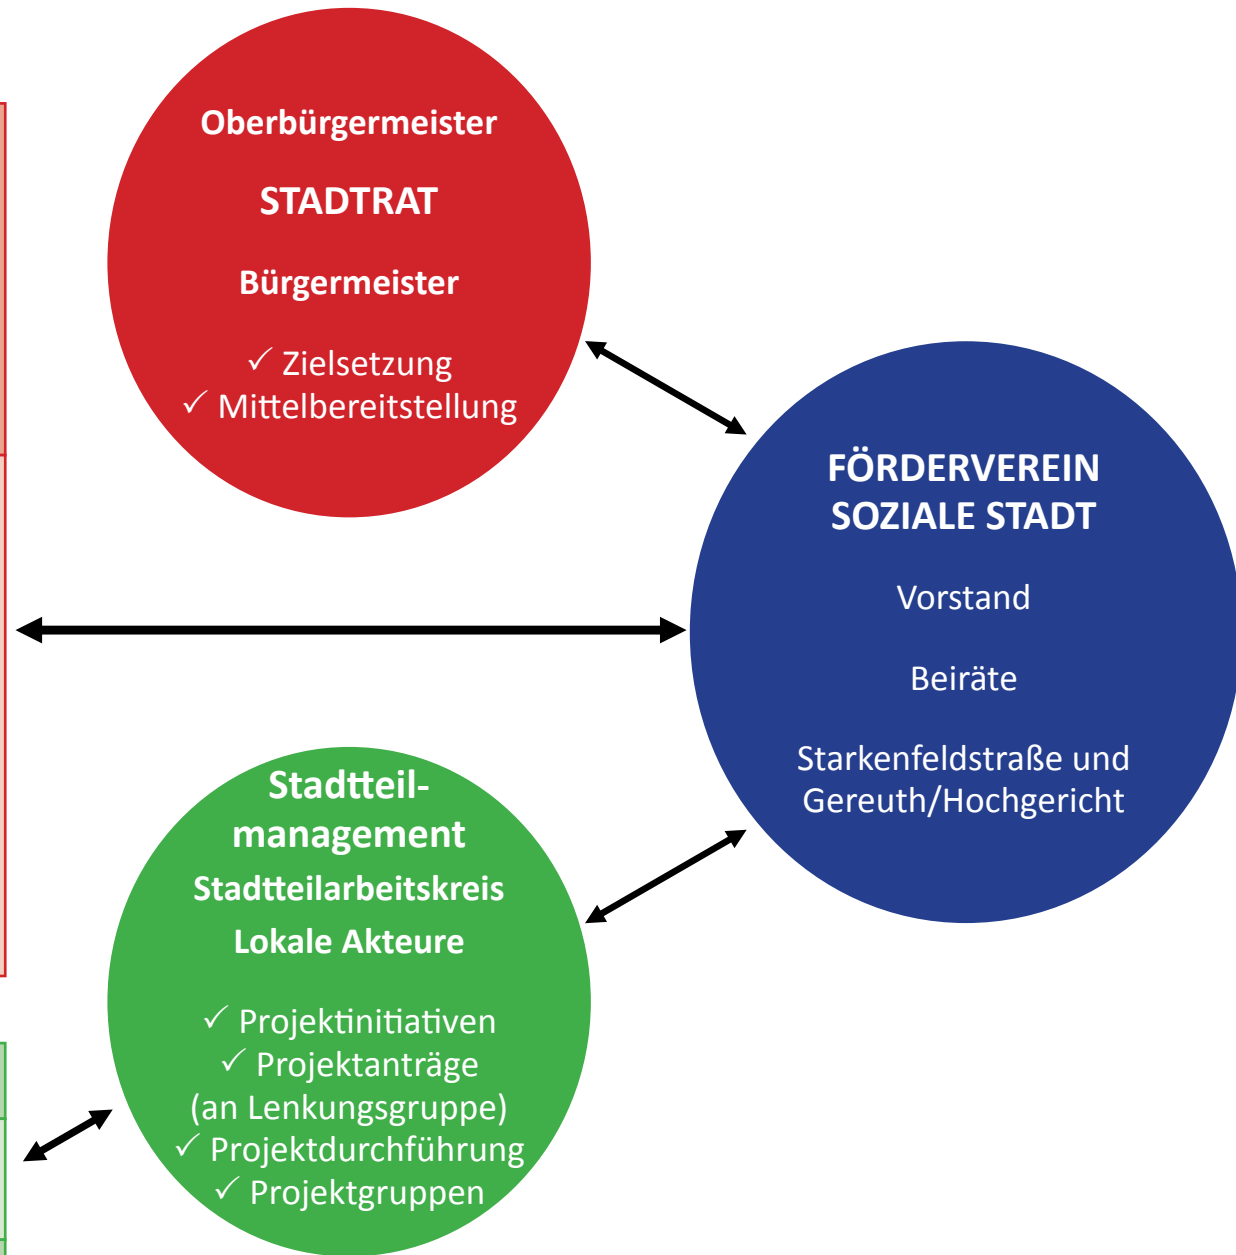 Oberbürgermeister
STADTRAT
Bürgermeister
✓ Zielsetzung
✓ Mittelbereitstellung
FÖRDERVEREIN
SOZIALE STADT
Vorstand
Beiräte
Starkenfeldstraße und
Gereuth/Hochgericht
Stadtteil-
management
Stadtteilarbeitskreis
Lokale Akteure
✓ Projektinitiativen
✓ Projektanträge
(an Lenkungsgruppe)
✓ Projektdurchführung
✓ Projektgruppen